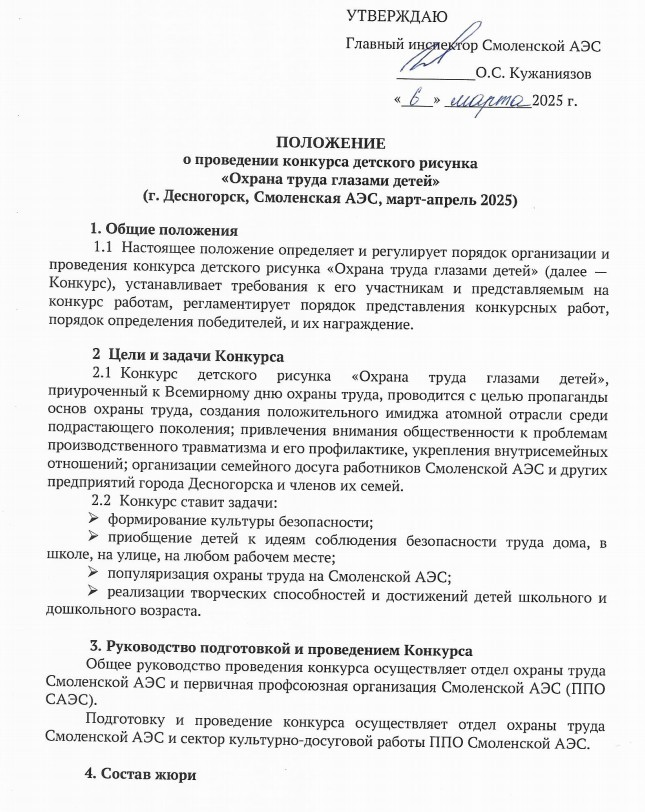 УТВЕРЖДАЮ
Главный инспектор Смоленской АЭС
___________О.С. Кужаниязов
«_6_» _марта_2025 г.
ПОЛОЖЕНИЕ
о проведении конкурса детского рисунка
«Охрана труда глазами детей»
(г. Десногорск, Смоленская АЭС, март-апрель 2025)
1. Общие положения
1.1 Настоящее положение определяет и регулирует порядок организации и
проведения конкурса детского рисунка «Охрана труда глазами детей» (далее —
Конкурс), устанавливает требования к его участникам и представляемым на
конкурс работам, регламентирует порядок представления конкурсных работ,
порядок определения победителей, и их награждение.
2 Цели и задачи Конкурса
2.1 Конкурс детского рисунка «Охрана труда глазами детей»,
приуроченный к Всемирному дню охраны труда, проводится с целью пропаганды
основ охраны труда, создания положительного имиджа атомной отрасли среди
подрастающего поколения; привлечения внимания общественности к проблемам
производственного травматизма и его профилактике, укрепления внутрисемейных
отношений; организации семейного досуга работников Смоленской АЭС и других
предприятий города Десногорска и членов их семей.
2.2 Конкурс ставит задачи:
➢ формирование культуры безопасности;
➢ приобщение детей к идеям соблюдения безопасности труда дома, в
школе, на улице, на любом рабочем месте;
➢ популяризация охраны труда на Смоленской АЭС;
➢ реализации творческих способностей и достижений детей школьного и
дошкольного возраста.
3. Руководство подготовкой и проведением Конкурса
Общее руководство проведения конкурса осуществляет отдел охраны труда
Смоленской АЭС и первичная профсоюзная организация Смоленской АЭС (ППО
САЭС).
Подготовку и проведение конкурса осуществляет отдел охраны труда
Смоленской АЭС и сектор культурно-досуговой работы ППО Смоленской АЭС.
4. Состав жюри